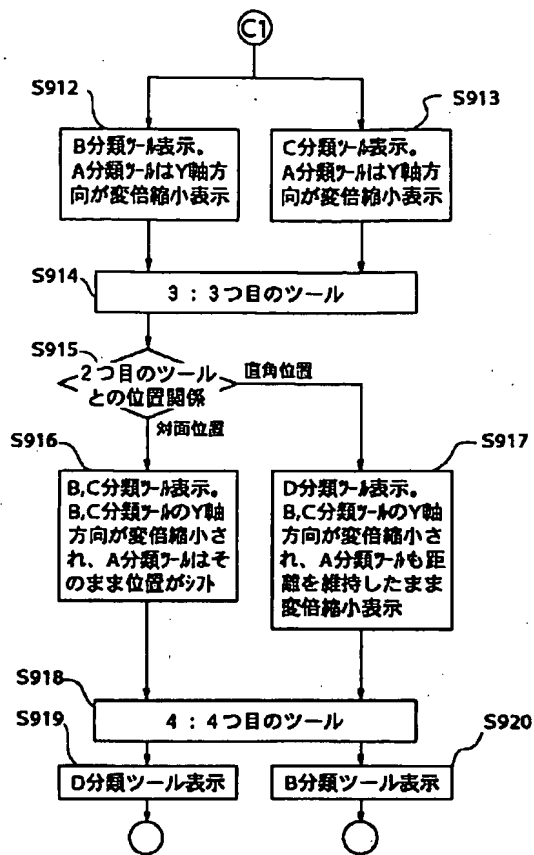 C1
S912
S913
B分類ﾂｰﾙ表示。
A分類ﾂｰﾙはY軸方
向が変倍縮小表示
C分類ﾂｰﾙ表示。
A分類ﾂｰﾙはY軸方
向が変倍縮小表示
S914
3：3つ目のツール
S915
2つ目のツール
との位置関係
直角位置
対面位置
S916
S917
B,C分類ﾂｰﾙ表示。
B,C分類ﾂｰﾙのY軸
方向が変倍縮小さ
れ、A分類ﾂｰﾙはそ
のまま位置がｼﾌﾄ
D分類ﾂｰﾙ表示。
B,C分類ﾂｰﾙのY軸
方向が変倍縮小さ
れ、A分類ﾂｰﾙも距
離を維持したまま
変倍縮小表示
S918
4：4つ目のツール
S919
S920
D分類ツール表示
B分類ツール表示